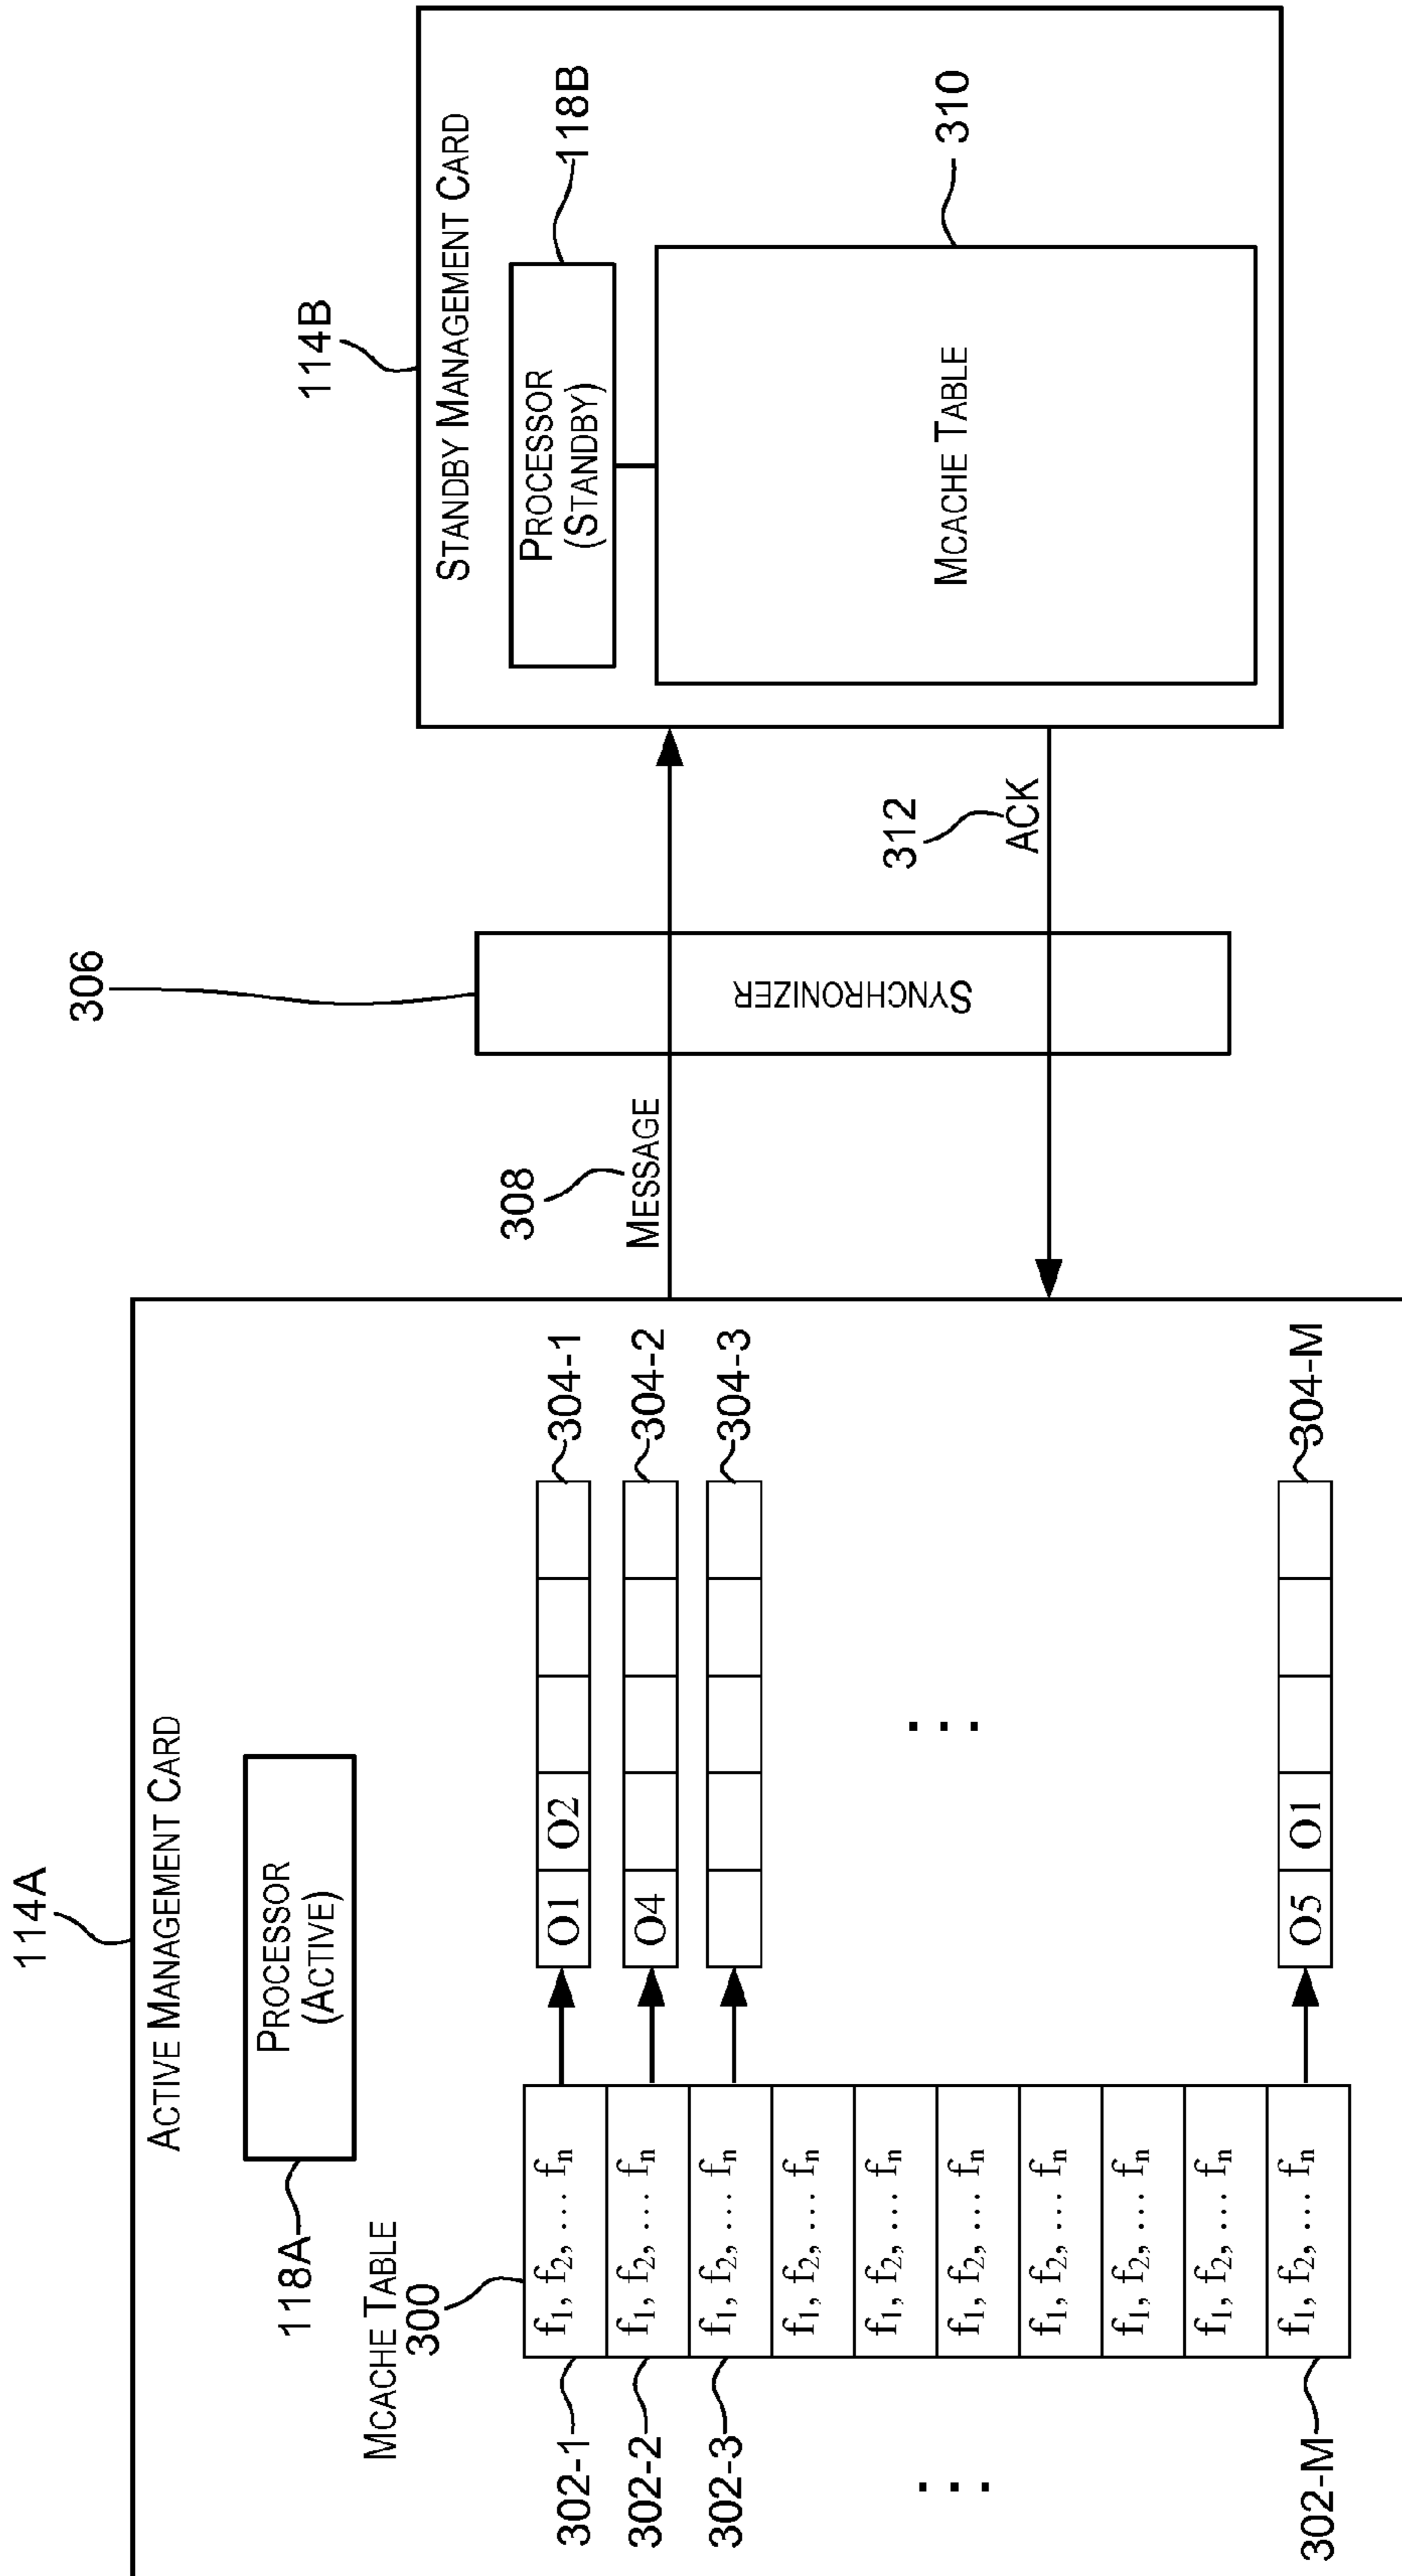 114A
ACTIVE MANAGEMENT CARD
PROCESSOR
(ACTIVE)
118A
MCACHE TABLE
300
302-1
f₁, f₂, ... fₙ
O1 O2
304-1
302-2
f₁, f₂, ... fₙ
O4
304-2
302-3
f₁, f₂, ... fₙ
304-3
f₁, f₂, ... fₙ
f₁, f₂, ... fₙ
f₁, f₂, ... fₙ
f₁, f₂, ... fₙ
f₁, f₂, ... fₙ
f₁, f₂, ... fₙ
...
...
302-M
f₁, f₂, ... fₙ
O5 O1
304-M
306
SYNCHRONIZER
308
MESSAGE
312
ACK
114B
STANDBY MANAGEMENT CARD
PROCESSOR
(STANDBY)
118B
MCACHE TABLE
310